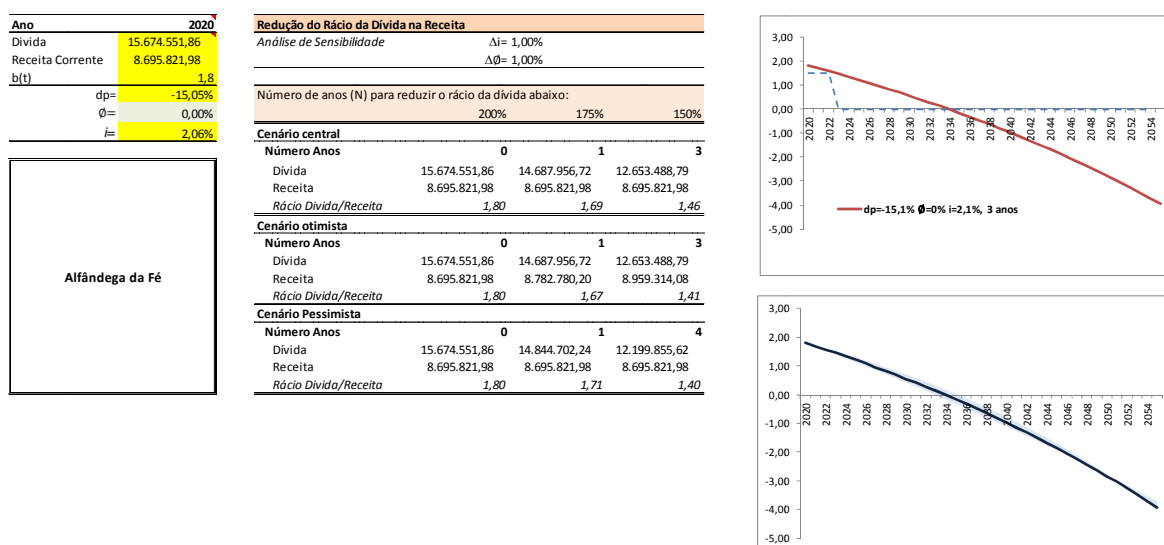 Ano 2020
Divida 15.674.551,86
Receita Corrente 8.695.821,98
b(t) 1,8
dp= -15,05%
Ø= 0,00%
i= 2,06%
Alfândega da Fé
Redução do Rácio da Dívida na Receita
Análise de Sensibilidade Δi= 1,00%
ΔØ= 1,00%
Número de anos (N) para reduzir o rácio da dívida abaixo:
200% 175% 150%
Cenário central
Número Anos 0 1 3
Dívida 15.674.551,86 14.687.956,72 12.653.488,79
Receita 8.695.821,98 8.695.821,98 8.695.821,98
Rácio Divida/Receita 1,80 1,69 1,46
Cenário otimista
Número Anos 0 1 3
Dívida 15.674.551,86 14.687.956,72 12.653.488,79
Receita 8.695.821,98 8.782.780,20 8.959.314,08
Rácio Divida/Receita 1,80 1,67 1,41
Cenário Pessimista
Número Anos 0 1 4
Dívida 15.674.551,86 14.844.702,24 12.199.855,62
Receita 8.695.821,98 8.695.821,98 8.695.821,98
Rácio Divida/Receita 1,80 1,71 1,40
3,00
2,00
1,00
0,00
-1,00
-2,00
-3,00
-4,00
-5,00
2020 2022 2024 2026 2028 2030 2032 2034 2036 2038 2040 2042 2044 2046 2048 2050 2052 2054
dp=-15,1% Ø=0% i=2,1%, 3 anos
3,00
2,00
1,00
0,00
-1,00
-2,00
-3,00
-4,00
-5,00
2020 2022 2024 2026 2028 2030 2032 2034 2036 2038 2040 2042 2044 2046 2048 2050 2052 2054